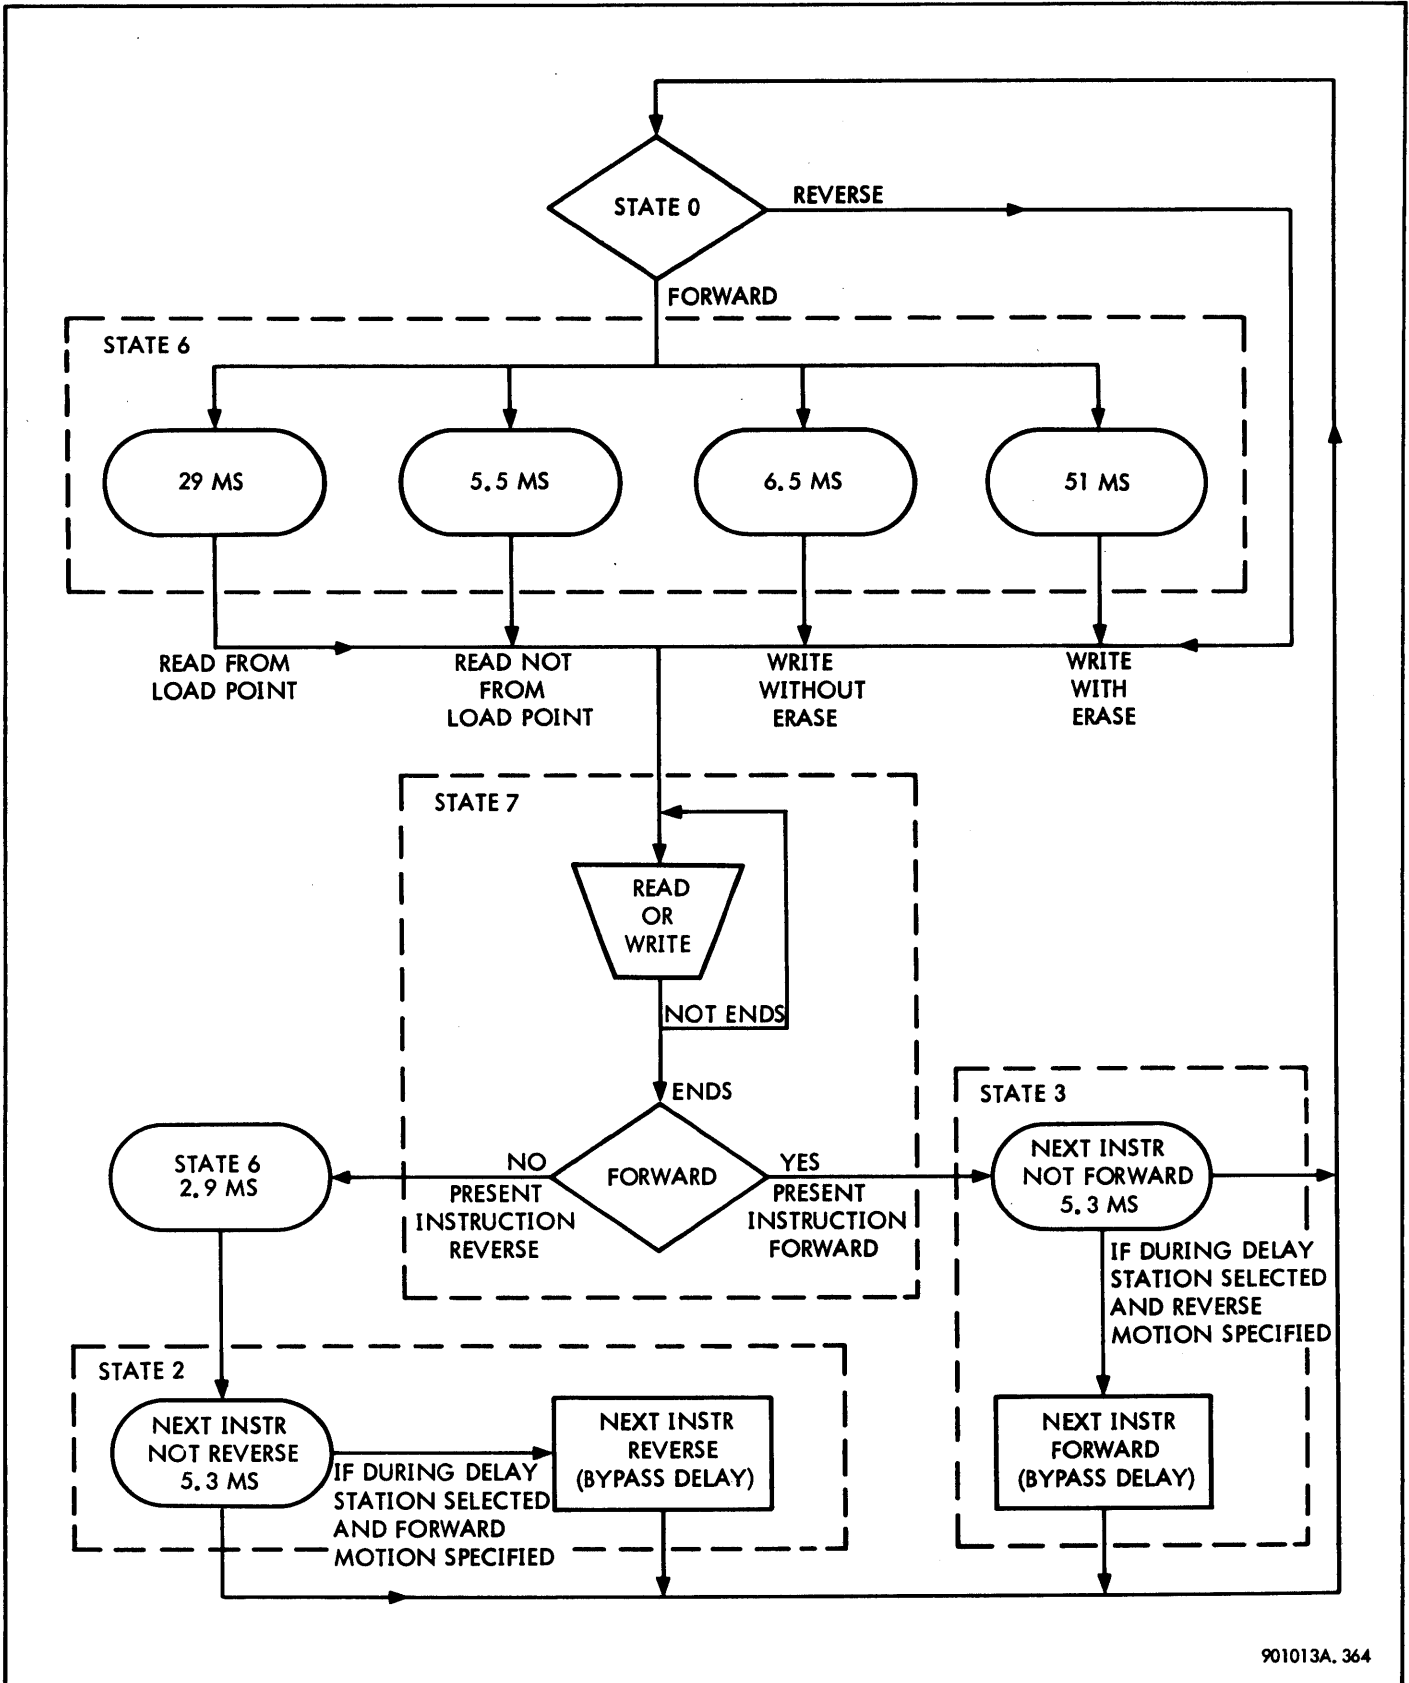 STATE 0
REVERSE
FORWARD
STATE 6
29 MS
5.5 MS
6.5 MS
51 MS
READ FROM
LOAD POINT
READ NOT
FROM
LOAD POINT
WRITE
WITHOUT
ERASE
WRITE
WITH
ERASE
STATE 7
READ
OR
WRITE
NOT ENDS
ENDS
FORWARD
NO
PRESENT
INSTRUCTION
REVERSE
YES
PRESENT
INSTRUCTION
FORWARD
STATE 6
2.9 MS
STATE 3
NEXT INSTR
NOT FORWARD
5.3 MS
IF DURING DELAY
STATION SELECTED
AND REVERSE
MOTION SPECIFIED
NEXT INSTR
FORWARD
(BYPASS DELAY)
STATE 2
NEXT INSTR
NOT REVERSE
5.3 MS
IF DURING DELAY
STATION SELECTED
AND FORWARD
MOTION SPECIFIED
NEXT INSTR
REVERSE
(BYPASS DELAY)
901013A.364